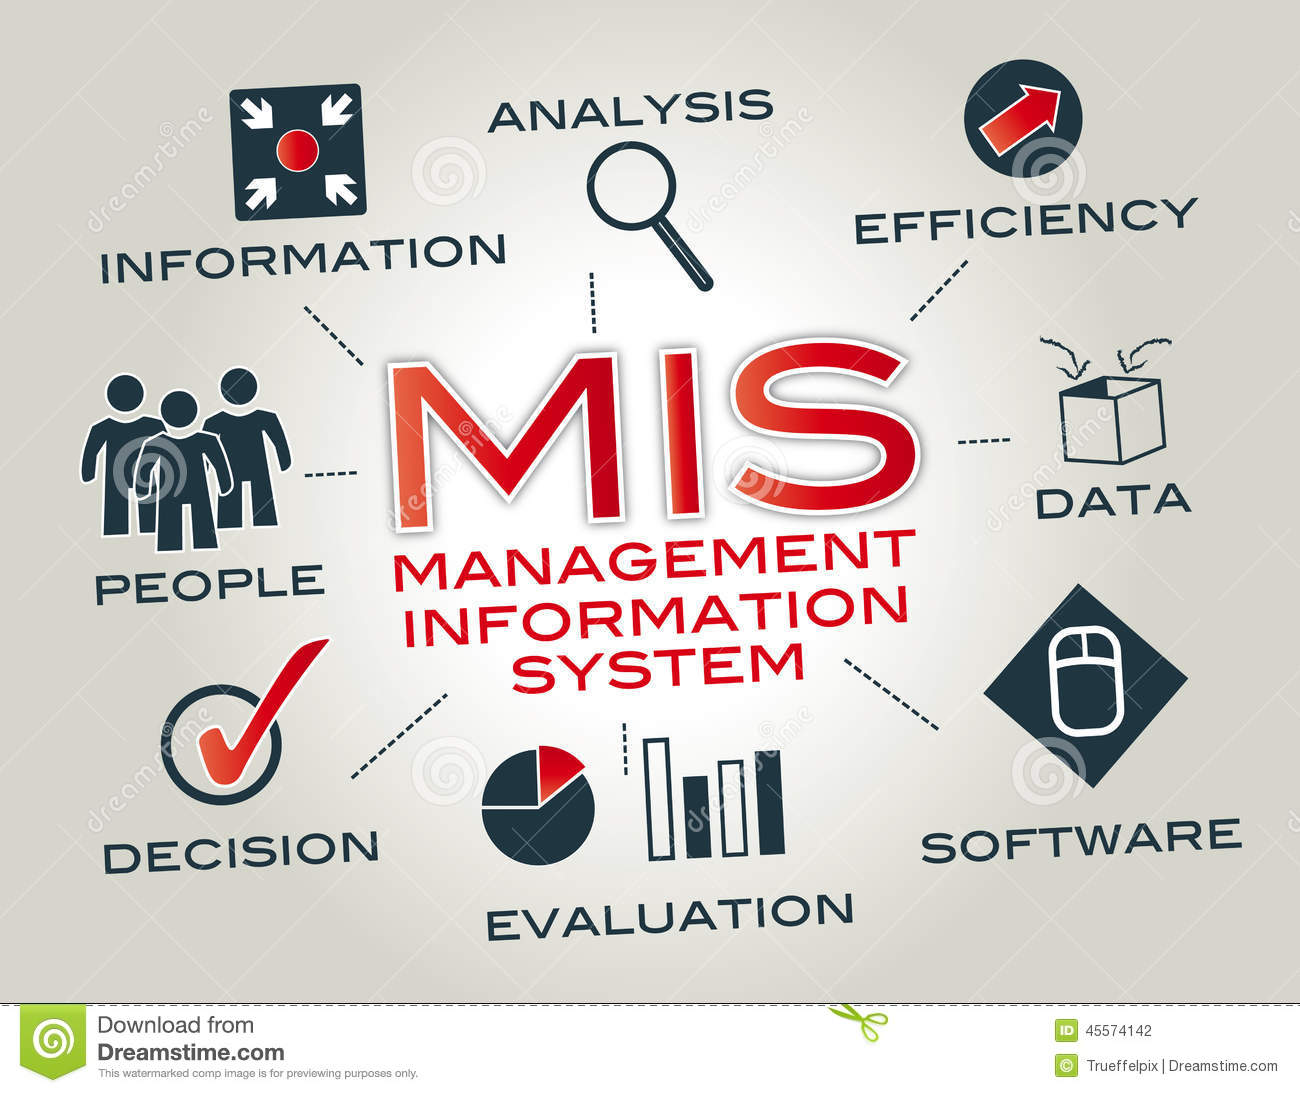 ANALYSIS
EFFICIENCY
INFORMATION
MIS
DATA
MANAGEMENT
INFORMATION
SYSTEM
PEOPLE
DECISION
SOFTWARE
EVALUATION
dreamstime
Download from
Dreamstime.com
This watermarked comp image is for previewing purposes only.
ID 45574142
© Trueffelpix | Dreamstime.com